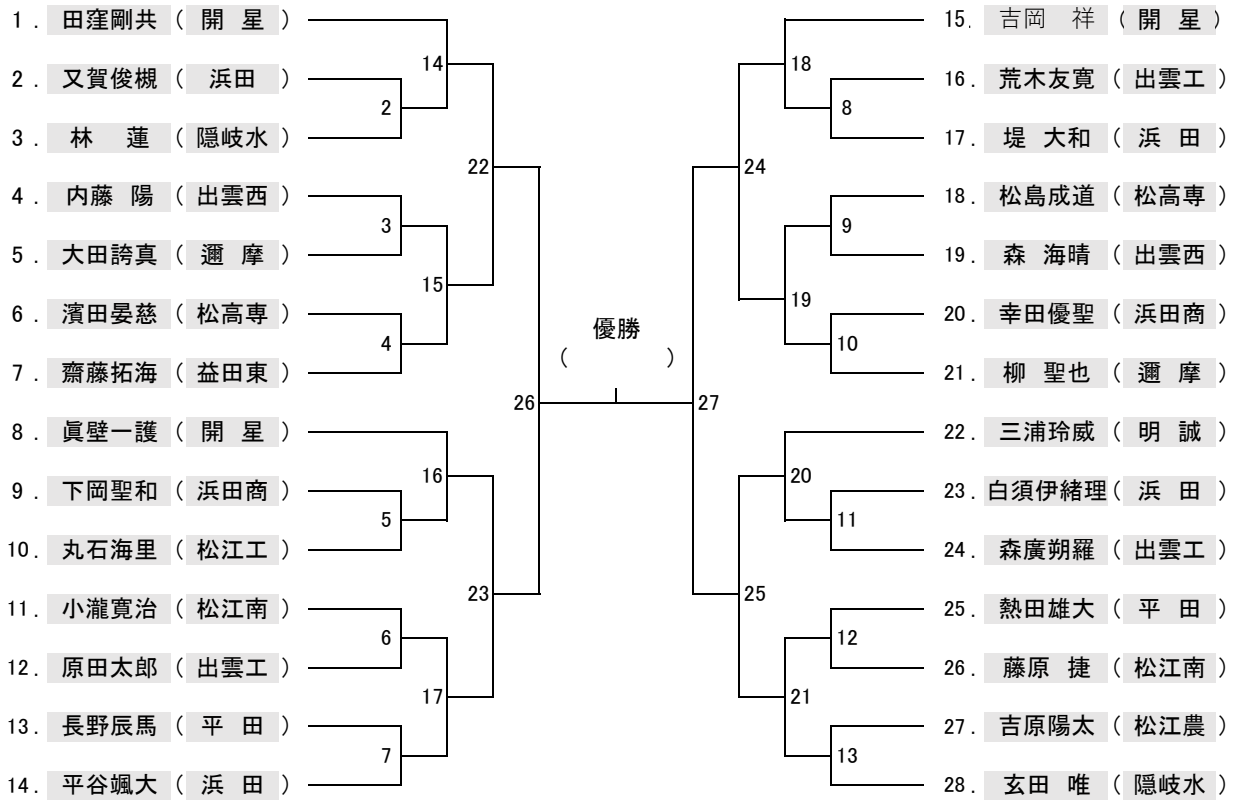 1. 田窪剛共 (開 星)
2. 又賀俊槻 (浜田)
3. 林 蓮 (隠岐水)
4. 内藤 陽 (出雲西)
5. 大田誇真 (邇 摩)
6. 濱田晏慈 (松高専)
7. 齋藤拓海 (益田東)
8. 眞壁一護 (開 星)
9. 下岡聖和 (浜田商)
10. 丸石海里 (松江工)
11. 小瀧寛治 (松江南)
12. 原田太郎 (出雲工)
13. 長野辰馬 (平 田)
14. 平谷颯大 (浜 田)
14
2
22
3
15
4
26
16
5
23
6
17
7
優勝
( )
27
18
8
24
9
19
10
20
11
25
12
21
13
15. 吉岡 祥 (開 星)
16. 荒木友寛 (出雲工)
17. 堤 大和 (浜 田)
18. 松島成道 (松高専)
19. 森 海晴 (出雲西)
20. 幸田優聖 (浜田商)
21. 柳 聖也 (邇 摩)
22. 三浦玲威 (明 誠)
23. 白須伊緒理 (浜 田)
24. 森廣朔羅 (出雲工)
25. 熱田雄大 (平 田)
26. 藤原 捷 (松江南)
27. 吉原陽太 (松江農)
28. 玄田 唯 (隠岐水)